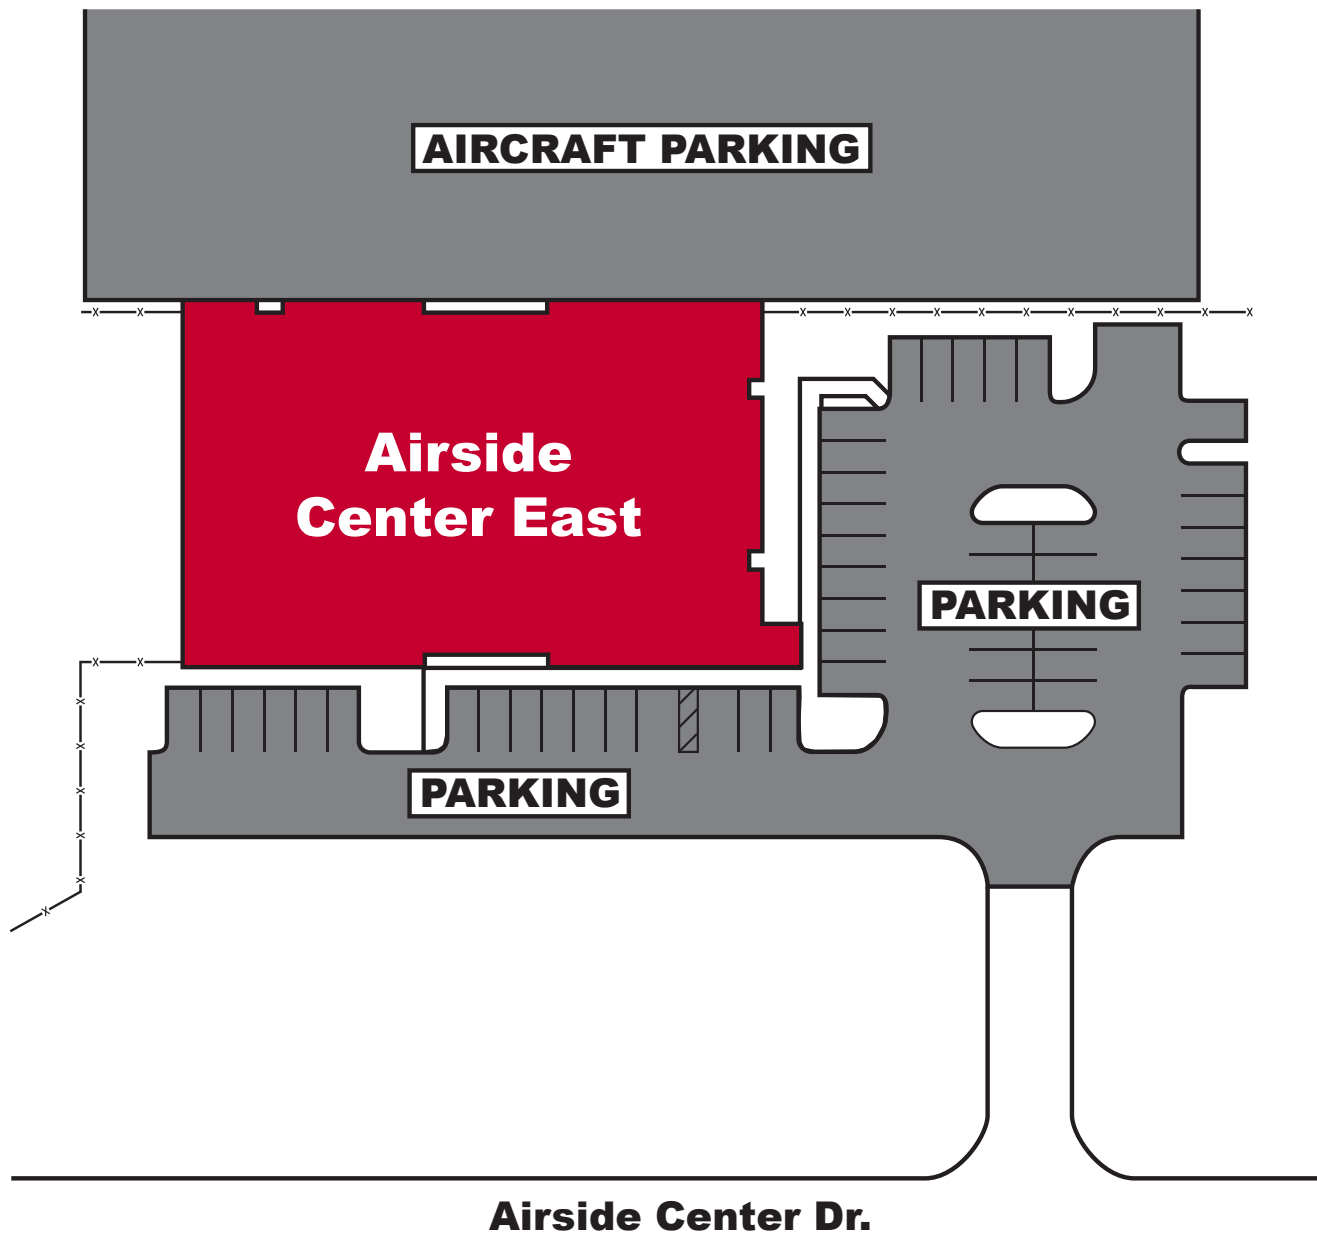 AIRCRAFT PARKING
Airside
Center East
PARKING
PARKING
Airside Center Dr.